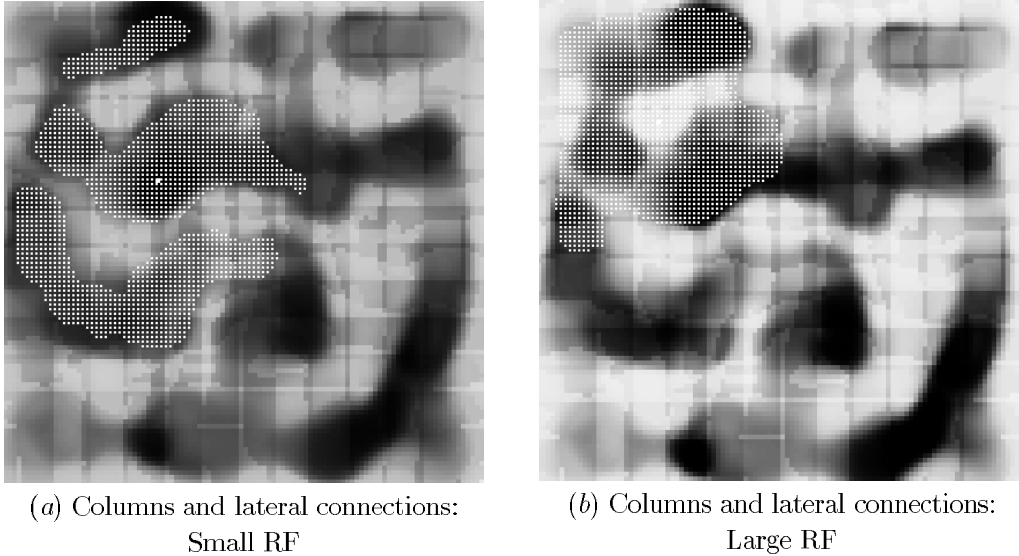 (a) Columns and lateral connections:
Small RF
(b) Columns and lateral connections:
Large RF